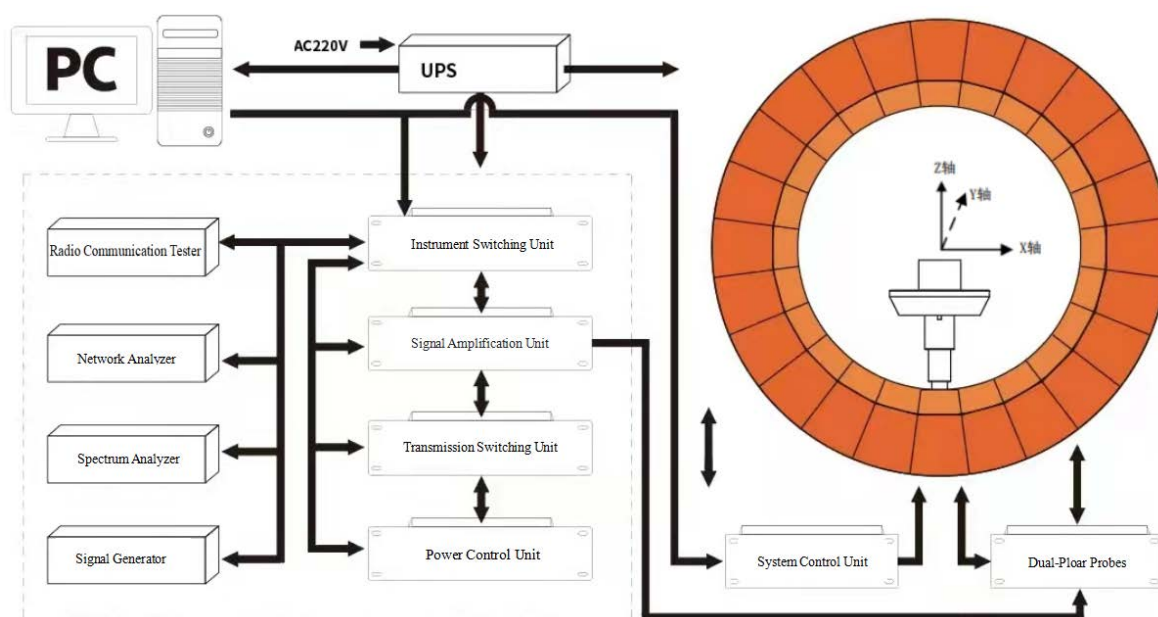 PC
AC220V
UPS
Z轴
Y轴
X轴
Radio Communication Tester
Instrument Switching Unit
Network Analyzer
Signal Amplification Unit
Spectrum Analyzer
Transmission Switching Unit
Signal Generator
Power Control Unit
System Control Unit
Dual-Ploar Probes